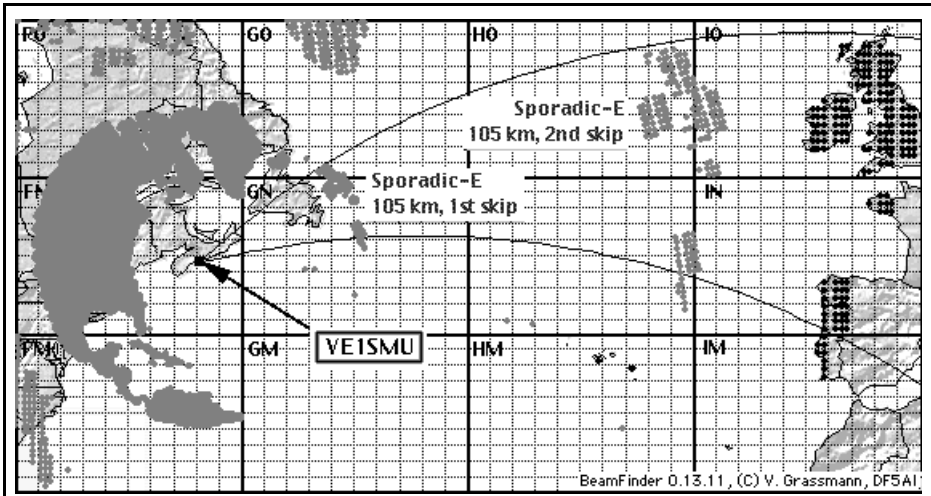 GO
HO
IO
Sporadic-E
105 km, 2nd skip
FN
GN
Sporadic-E
105 km, 1st skip
IN
VE1SMU
FM
GM
HM
IM
BeamFinder 0.13.11, (C) V. Grassmann, DF5AI